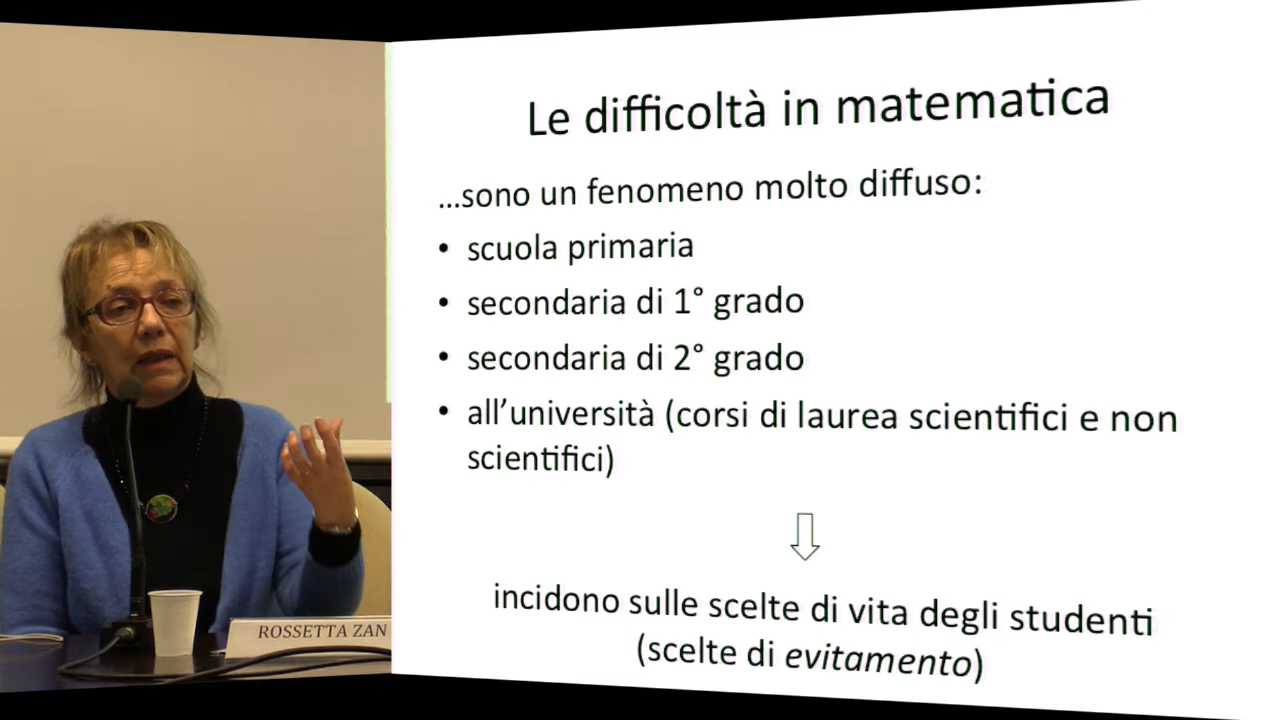 Le difficoltà in matematica
…sono un fenomeno molto diffuso:
• scuola primaria
• secondaria di 1° grado
• secondaria di 2° grado
• all’università (corsi di laurea scientifici e non
scientifici)
incidono sulle scelte di vita degli studenti
(scelte di evitamento)
ROSSETTA ZAN